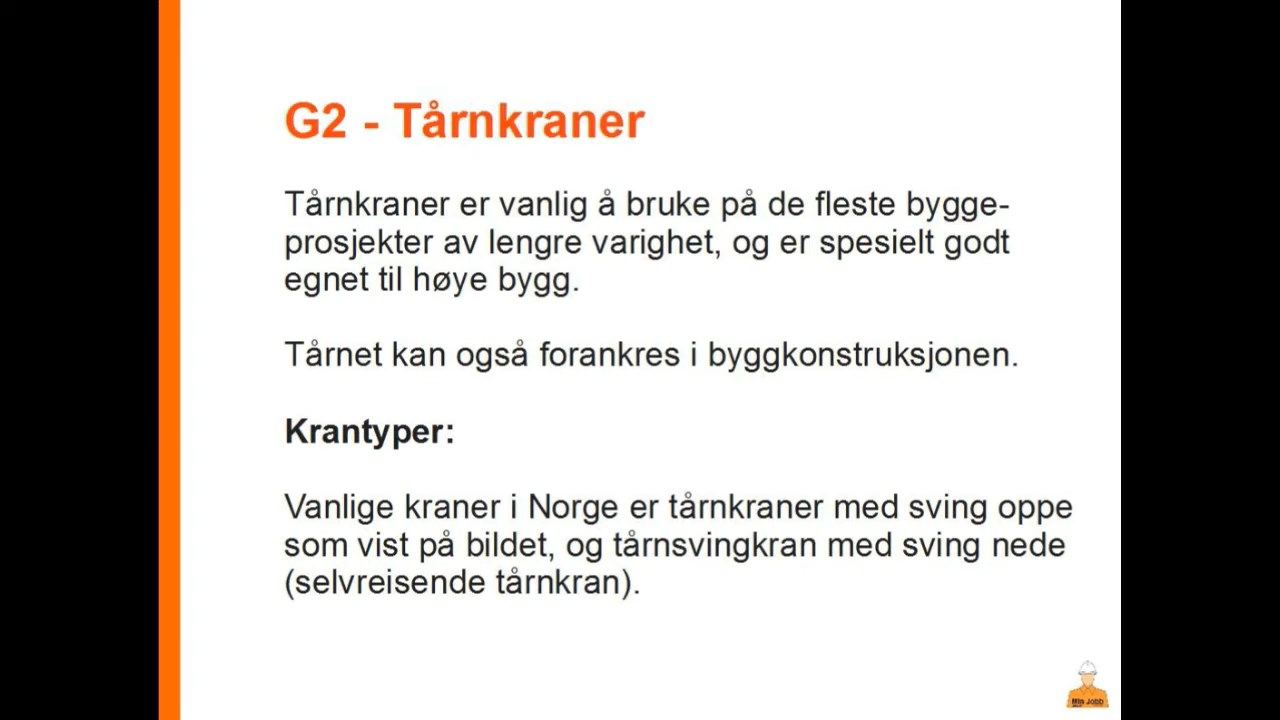 G2 - Tårnkraner
Tårnkraner er vanlig å bruke på de fleste bygge-
prosjekter av lengre varighet, og er spesielt godt
egnet til høye bygg.
Tårnet kan også forankres i byggkonstruksjonen.
Krantyper:
Vanlige kraner i Norge er tårnkraner med sving oppe
som vist på bildet, og tårnsvingkran med sving nede
(selvreisende tårnkran).
Min Jobb